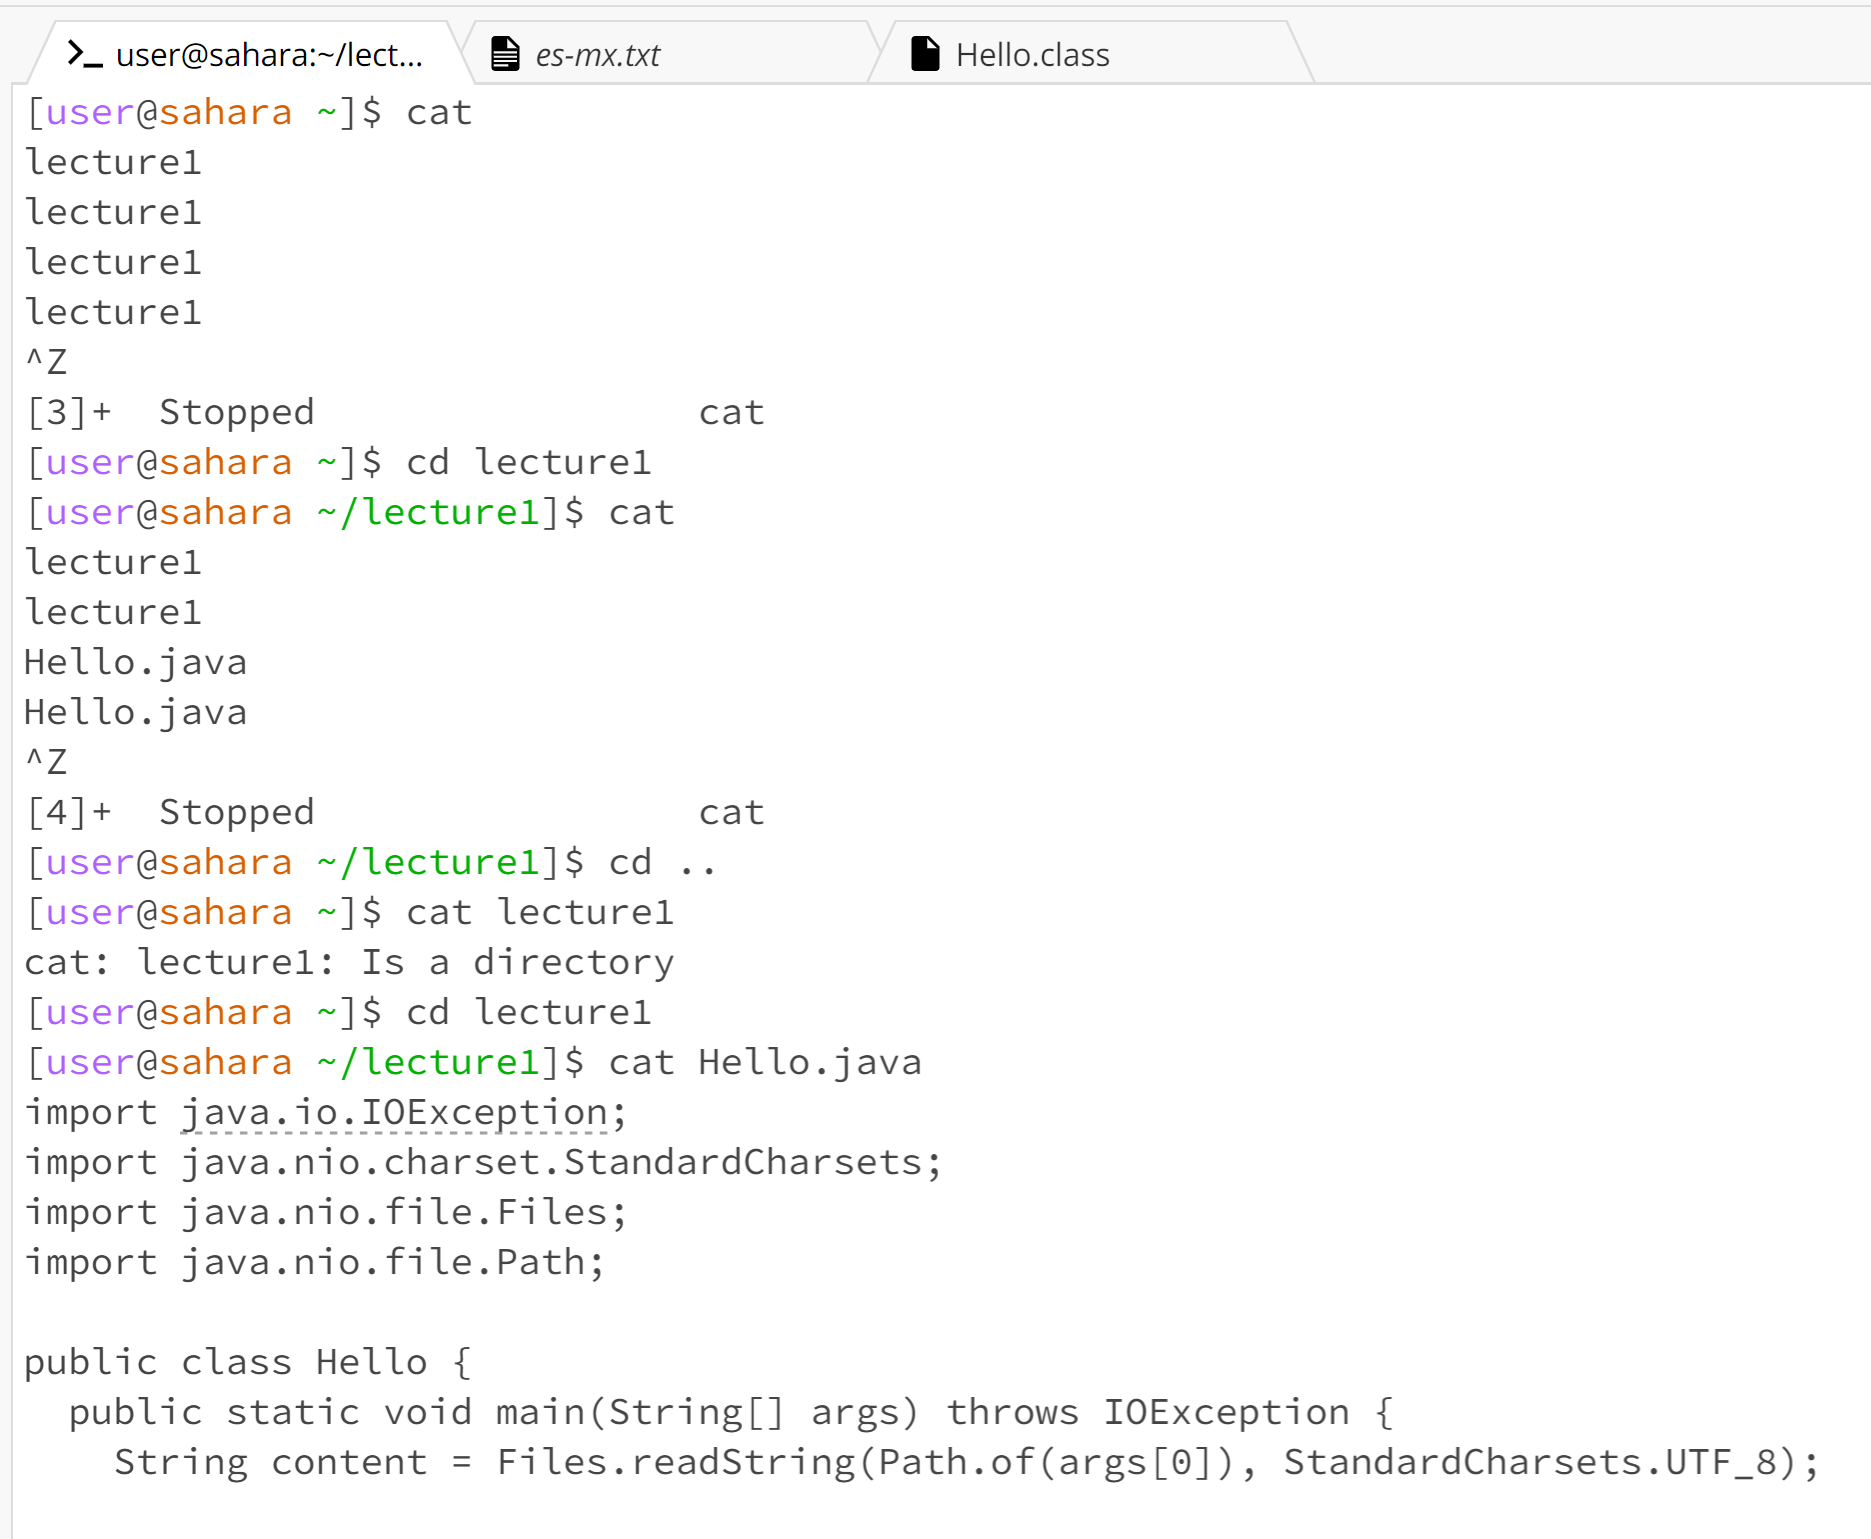 user@sahara:~/lect...
es-mx.txt
Hello.class
[user@sahara ~]$ cat
lecture1
lecture1
lecture1
lecture1
^Z
[3]+  Stopped                 cat
[user@sahara ~]$ cd lecture1
[user@sahara ~/lecture1]$ cat
lecture1
lecture1
Hello.java
Hello.java
^Z
[4]+  Stopped                 cat
[user@sahara ~/lecture1]$ cd ..
[user@sahara ~]$ cat lecture1
cat: lecture1: Is a directory
[user@sahara ~]$ cd lecture1
[user@sahara ~/lecture1]$ cat Hello.java
import java.io.IOException;
import java.nio.charset.StandardCharsets;
import java.nio.file.Files;
import java.nio.file.Path;

public class Hello {
  public static void main(String[] args) throws IOException {
    String content = Files.readString(Path.of(args[0]), StandardCharsets.UTF_8);